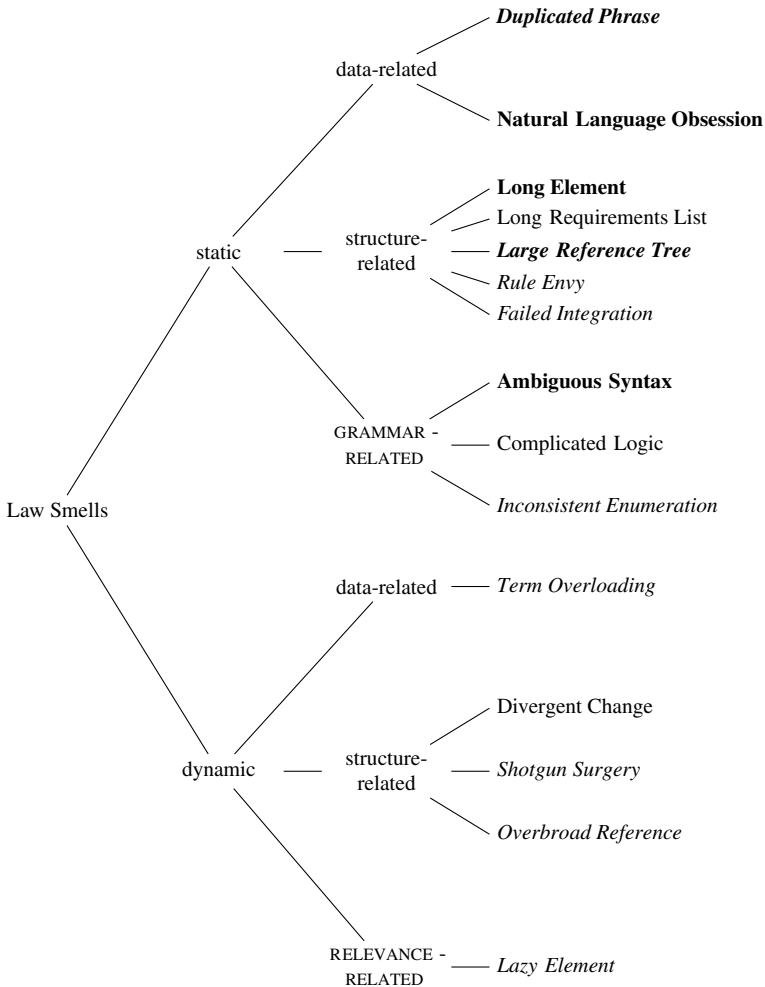 Duplicated Phrase
data-related
Natural Language Obsession
Long Element
Long Requirements List
static
structure-
related
Large Reference Tree
Rule Envy
Failed Integration
Ambiguous Syntax
GRAMMAR -
RELATED
Complicated Logic
Inconsistent Enumeration
Law Smells
data-related
Term Overloading
Divergent Change
dynamic
structure-
related
Shotgun Surgery
Overbroad Reference
RELEVANCE -
RELATED
Lazy Element